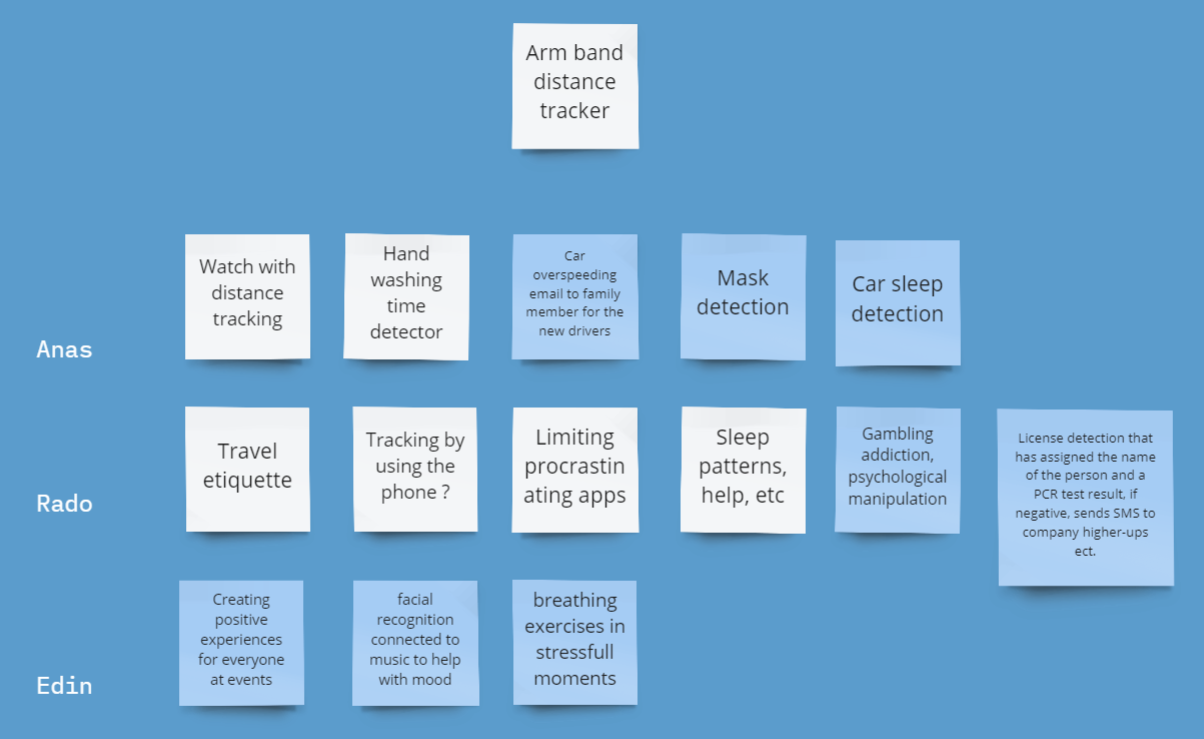 Arm band
distance
tracker
Watch with
distance
tracking
Hand
washing
time
detector
Car
overspeeding
email to family
member for the
new drivers
Mask
detection
Car sleep
detection
Anas
Travel
etiquette
Tracking by
using the
phone ?
Limiting
procrastin
ating apps
Sleep
patterns,
help, etc
Gambling
addiction,
psychological
manipulation
License detection that
has assigned the name
of the person and a
PCR test result, if
negative, sends SMS to
company higher-ups
ect.
Rado
Creating
positive
experiences
for everyone
at events
facial
recognition
connected to
music to help
with mood
breathing
exercises in
stressfull
moments
Edin